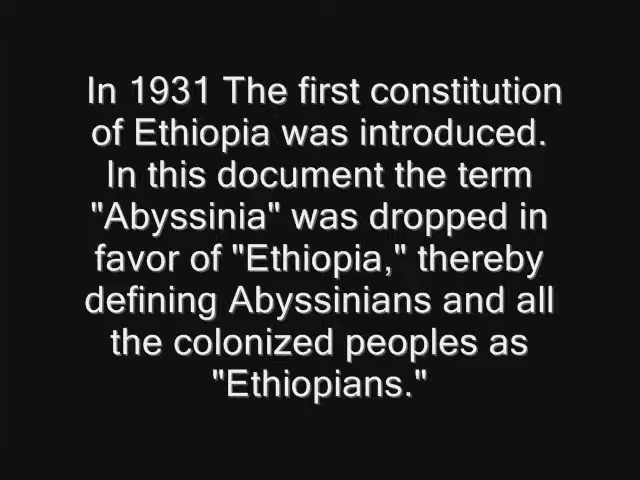 In 1931 The first constitution
of Ethiopia was introduced.
In this document the term
"Abyssinia" was dropped in
favor of "Ethiopia," thereby
defining Abyssinians and all
the colonized peoples as
"Ethiopians."